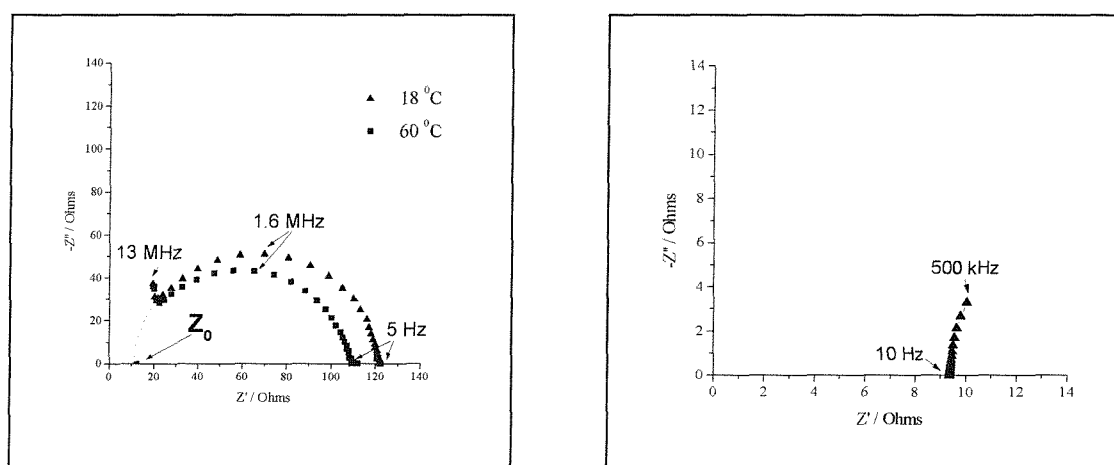 140
120
100
80
60
40
20
0
-Z" / Ohms
18 °C
60 °C
1.6 MHz
13 MHz
Z₀
5 Hz
0 20 40 60 80 100 120 140
Z' / Ohms
14
12
10
8
6
4
2
0
-Z" / Ohms
500 kHz
10 Hz
0 2 4 6 8 10 12 14
Z' / Ohms